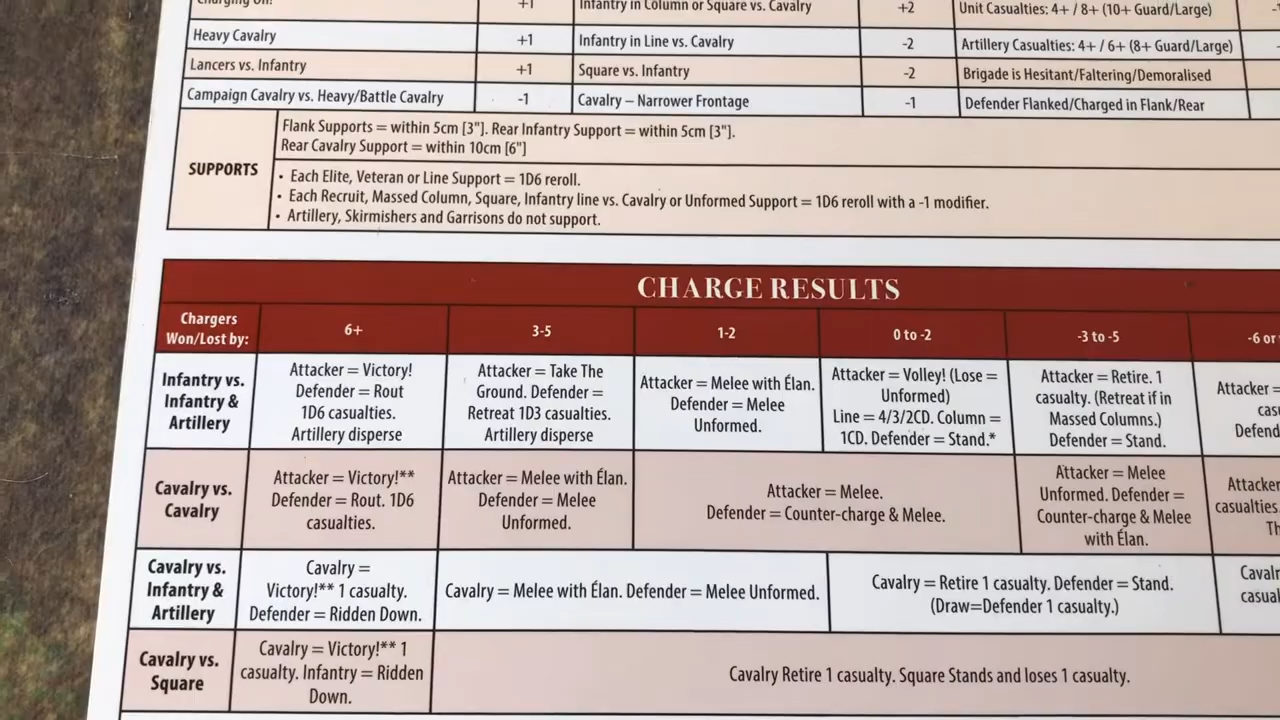 Charging On!
+1
Infantry in Column or Square vs. Cavalry
+2
Unit Casualties: 4+ / 8+ (10+ Guard/Large)
Heavy Cavalry
+1
Infantry in Line vs. Cavalry
-2
Artillery Casualties: 4+ / 6+ (8+ Guard/Large)
Lancers vs. Infantry
+1
Square vs. Infantry
-2
Brigade is Hesitant/Faltering/Demoralised
Campaign Cavalry vs. Heavy/Battle Cavalry
-1
Cavalry – Narrower Frontage
-1
Defender Flanked/Charged in Flank/Rear
SUPPORTS
Flank Supports = within 5cm [3"]. Rear Infantry Support = within 5cm [3"].
Rear Cavalry Support = within 10cm [6"]
• Each Elite, Veteran or Line Support = 1D6 reroll.
• Each Recruit, Massed Column, Square, Infantry line vs. Cavalry or Unformed Support = 1D6 reroll with a -1 modifier.
• Artillery, Skirmishers and Garrisons do not support.
CHARGE RESULTS
Chargers
Won/Lost by:
6+
3-5
1-2
0 to -2
-3 to -5
-6 or
Infantry vs.
Infantry &
Artillery
Attacker = Victory!
Defender = Rout
1D6 casualties.
Artillery disperse
Attacker = Take The
Ground. Defender =
Retreat 1D3 casualties.
Artillery disperse
Attacker = Melee with Élan.
Defender = Melee
Unformed.
Attacker = Volley! (Lose =
Unformed)
Line = 4/3/2CD. Column =
1CD. Defender = Stand.*
Attacker = Retire. 1
casualty. (Retreat if in
Massed Columns.)
Defender = Stand.
Attacker =
cas
Defend
Cavalry vs.
Cavalry
Attacker = Victory!**
Defender = Rout. 1D6
casualties.
Attacker = Melee with Élan.
Defender = Melee
Unformed.
Attacker = Melee.
Defender = Counter-charge & Melee.
Attacker = Melee
Unformed. Defender =
Counter-charge & Melee
with Élan.
Attacker
casualties.
Th
Cavalry vs.
Infantry &
Artillery
Cavalry =
Victory!** 1 casualty.
Defender = Ridden Down.
Cavalry = Melee with Élan. Defender = Melee Unformed.
Cavalry = Retire 1 casualty. Defender = Stand.
(Draw=Defender 1 casualty.)
Cavalr
casua
Cavalry vs.
Square
Cavalry = Victory!** 1
casualty. Infantry = Ridden
Down.
Cavalry Retire 1 casualty. Square Stands and loses 1 casualty.